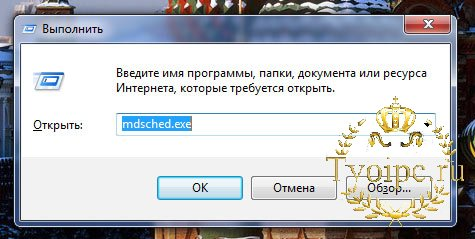 Выполнить
Введите имя программы, папки, документа или ресурса
Интернета, которые требуется открыть.
Открыть:
mdsched.exe
Tvoipc.ru
ОК
Отмена
Обзор...